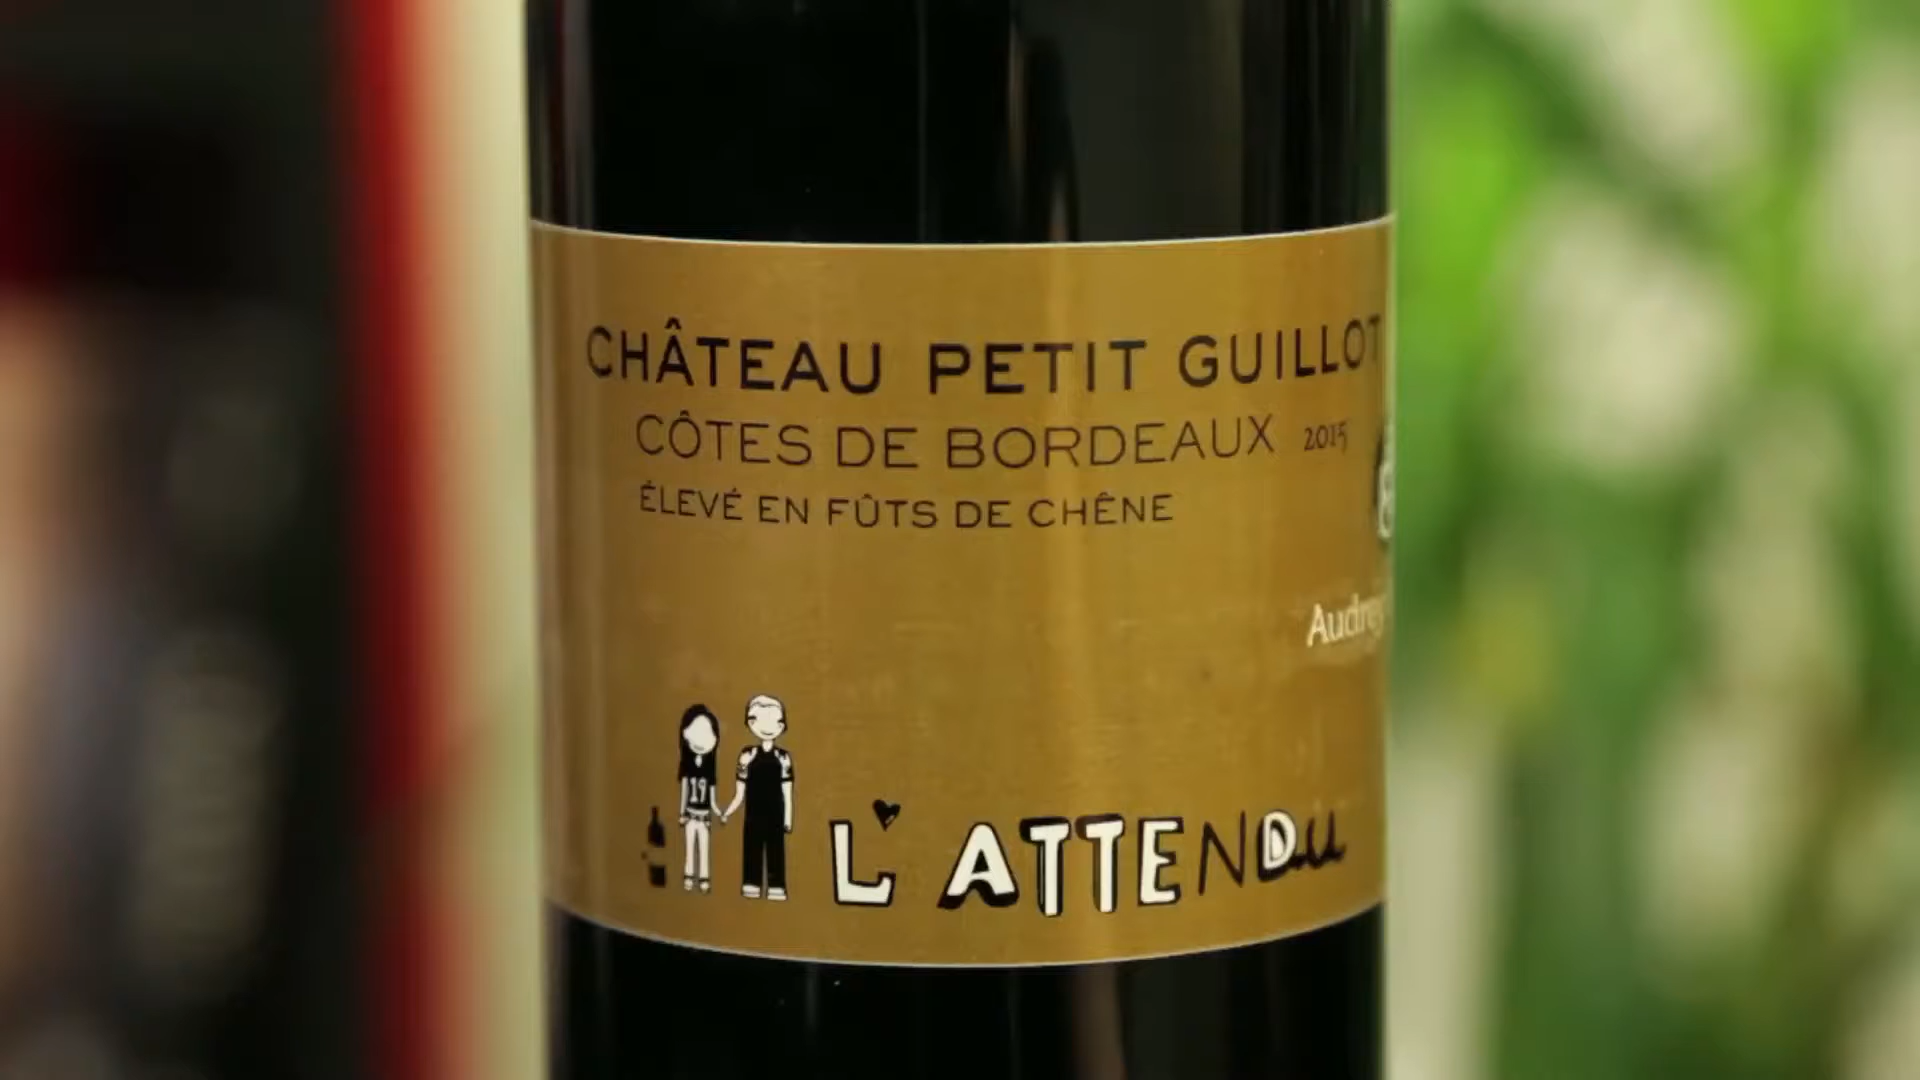 CHÂTEAU PETIT GUILLOT
CÔTES DE BORDEAUX 2015
ÉLEVÉ EN FÛTS DE CHÊNE
Audrey
19
L'ATTENDU